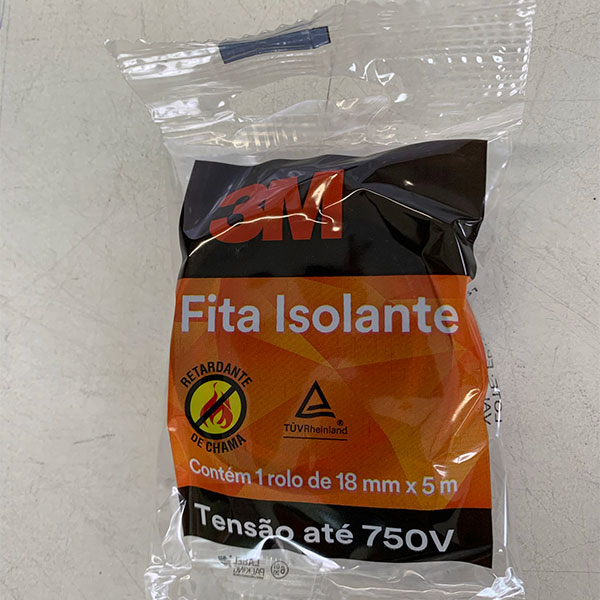 3M
Fita Isolante
RETARDANTE
DE CHAMA
TÜVRheinland®
Contém 1 rolo de 18 mm x 5 m
Tensão até 750V